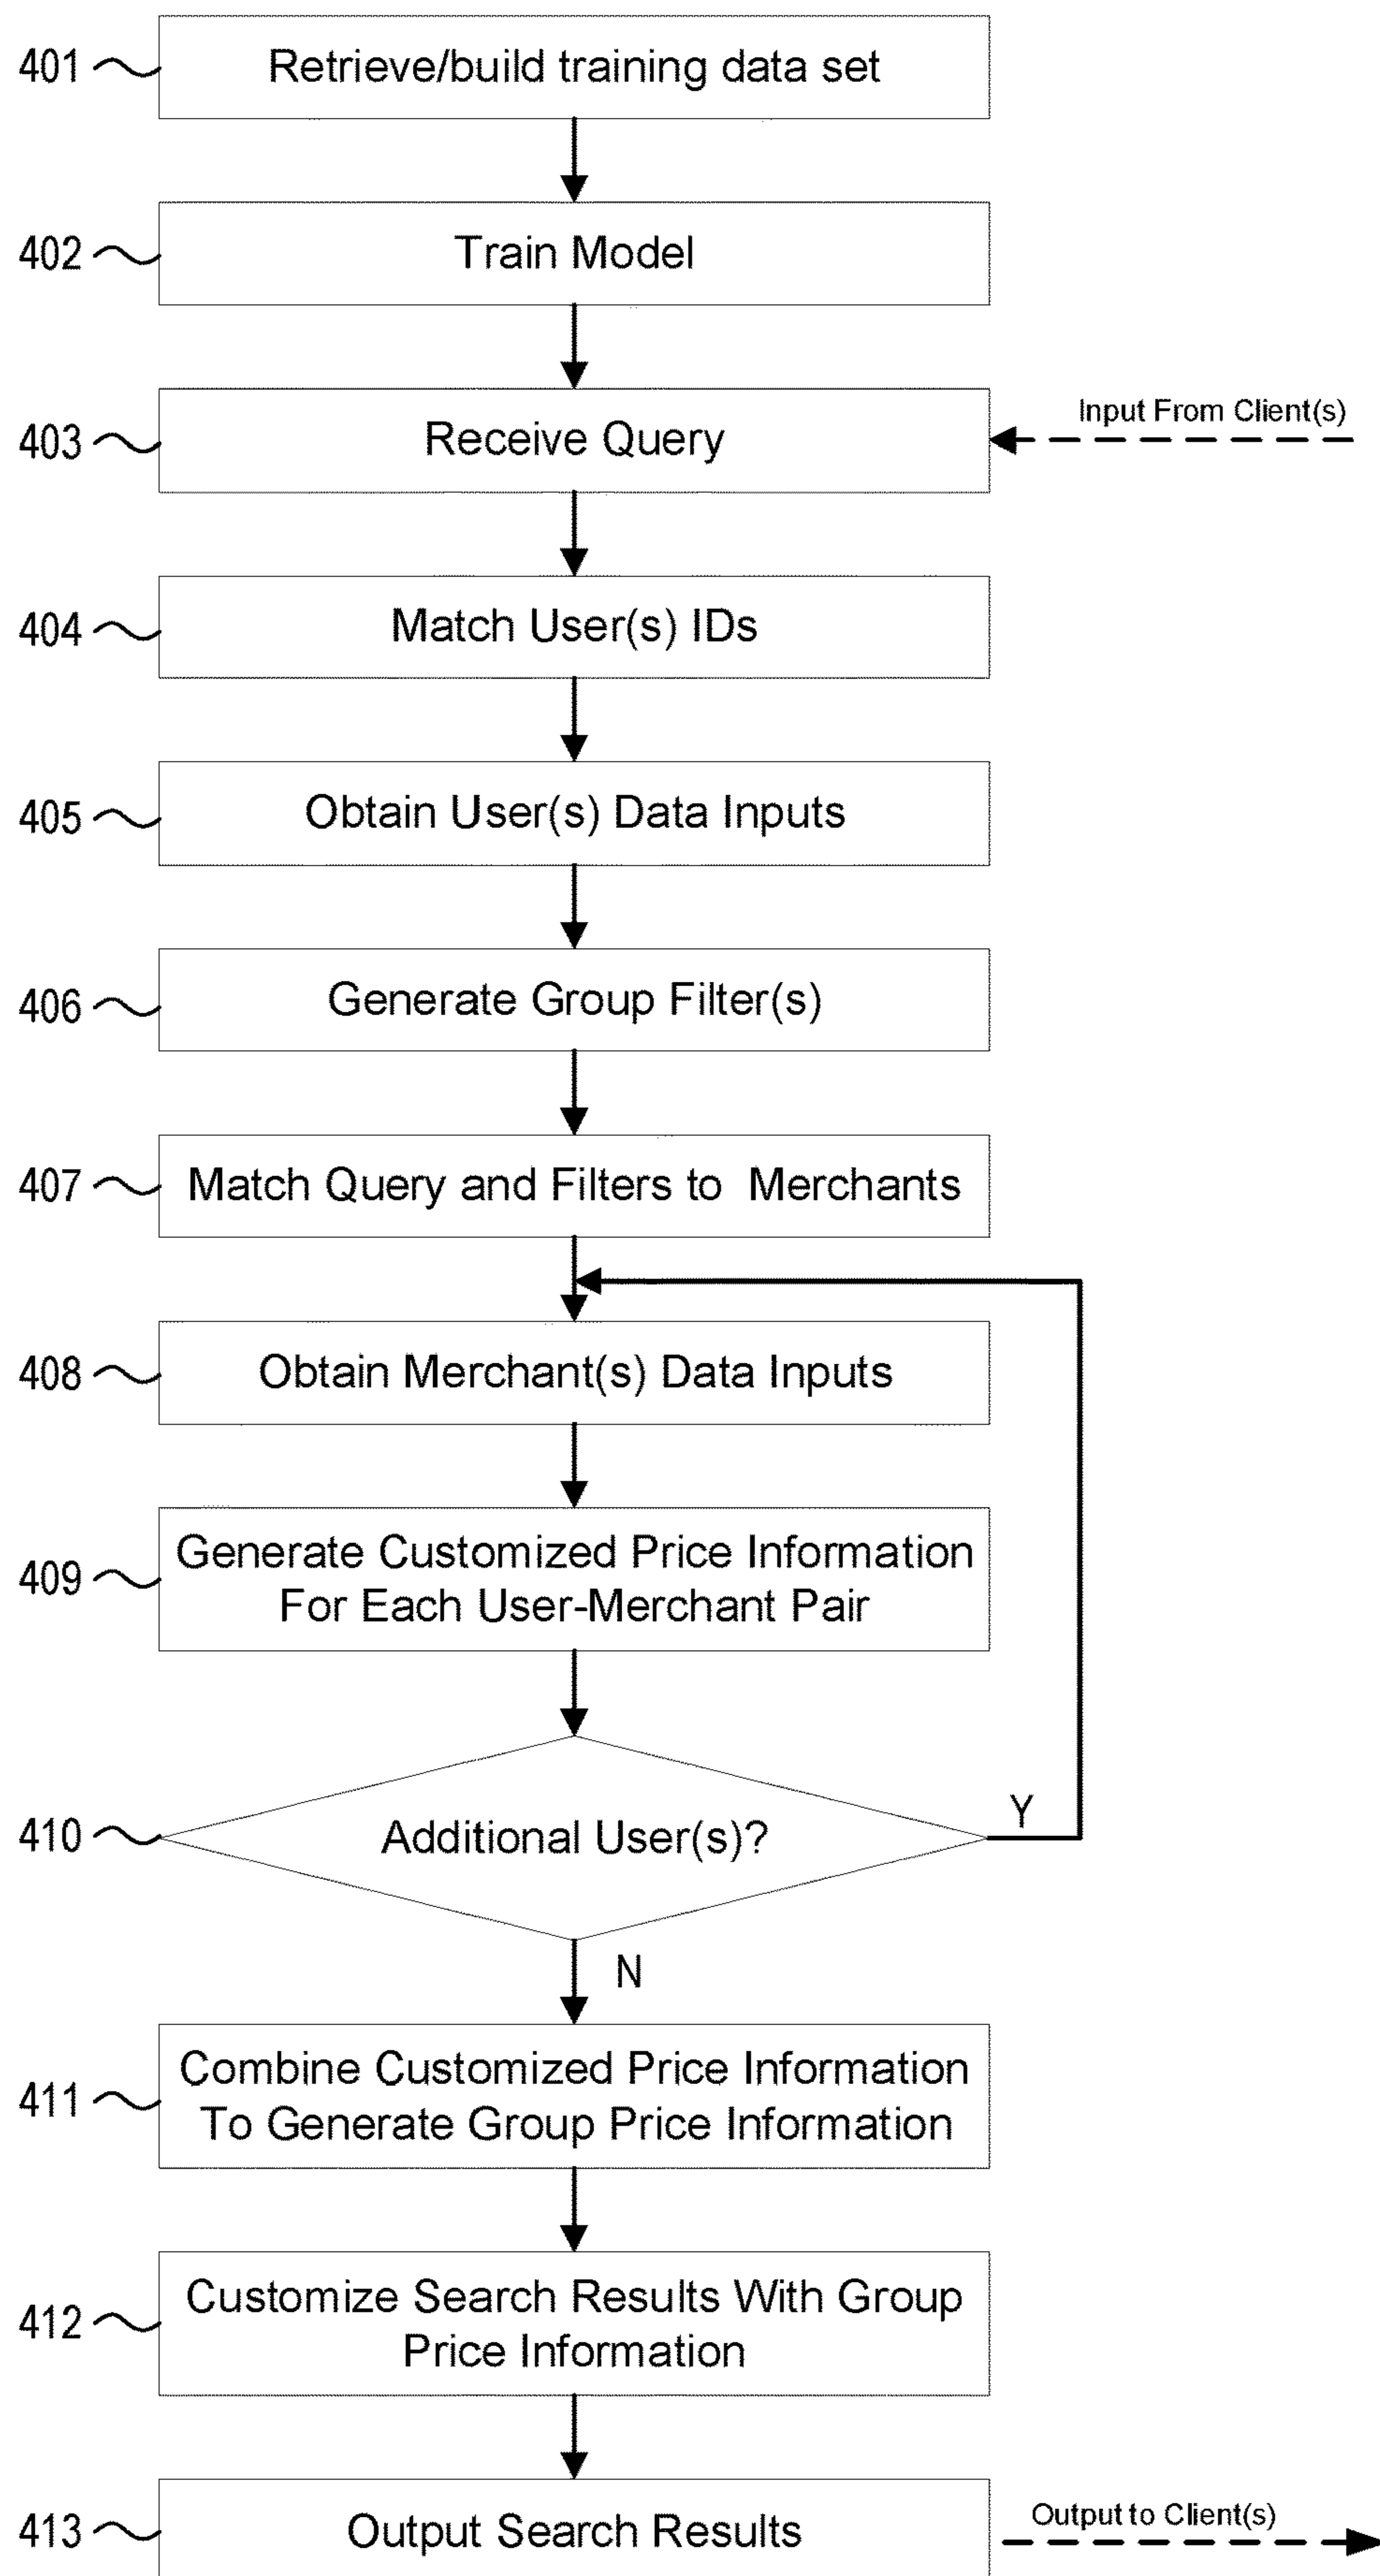 401
Retrieve/build training data set
402
Train Model
403
Receive Query
Input From Client(s)
404
Match User(s) IDs
405
Obtain User(s) Data Inputs
406
Generate Group Filter(s)
407
Match Query and Filters to Merchants
408
Obtain Merchant(s) Data Inputs
409
Generate Customized Price Information
For Each User-Merchant Pair
410
Additional User(s)?
Y
N
411
Combine Customized Price Information
To Generate Group Price Information
412
Customize Search Results With Group
Price Information
413
Output Search Results
Output to Client(s)